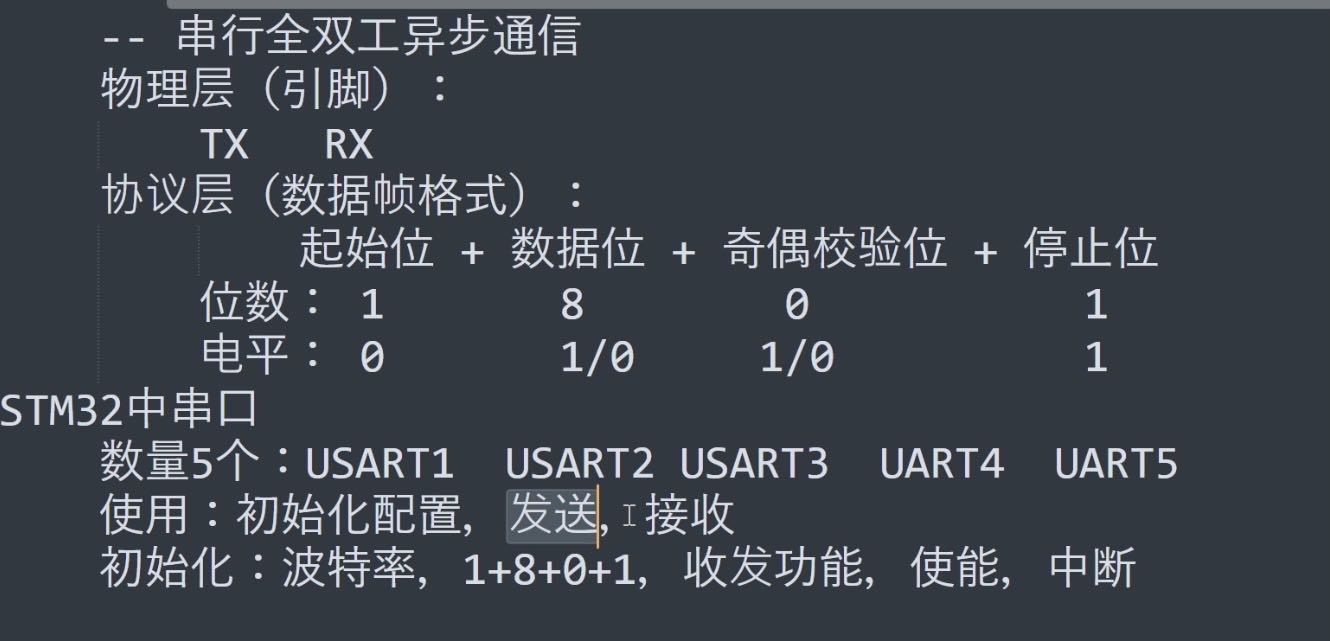 -- 串行全双工异步通信
物理层（引脚）：
TX RX
协议层（数据帧格式）：
起始位 + 数据位 + 奇偶校验位 + 停止位
位数： 1 8 0 1
电平： 0 1/0 1/0 1
STM32中串口
数量5个：USART1 USART2 USART3 UART4 UART5
使用：初始化配置, 发送, 接收
初始化：波特率, 1+8+0+1, 收发功能, 使能, 中断